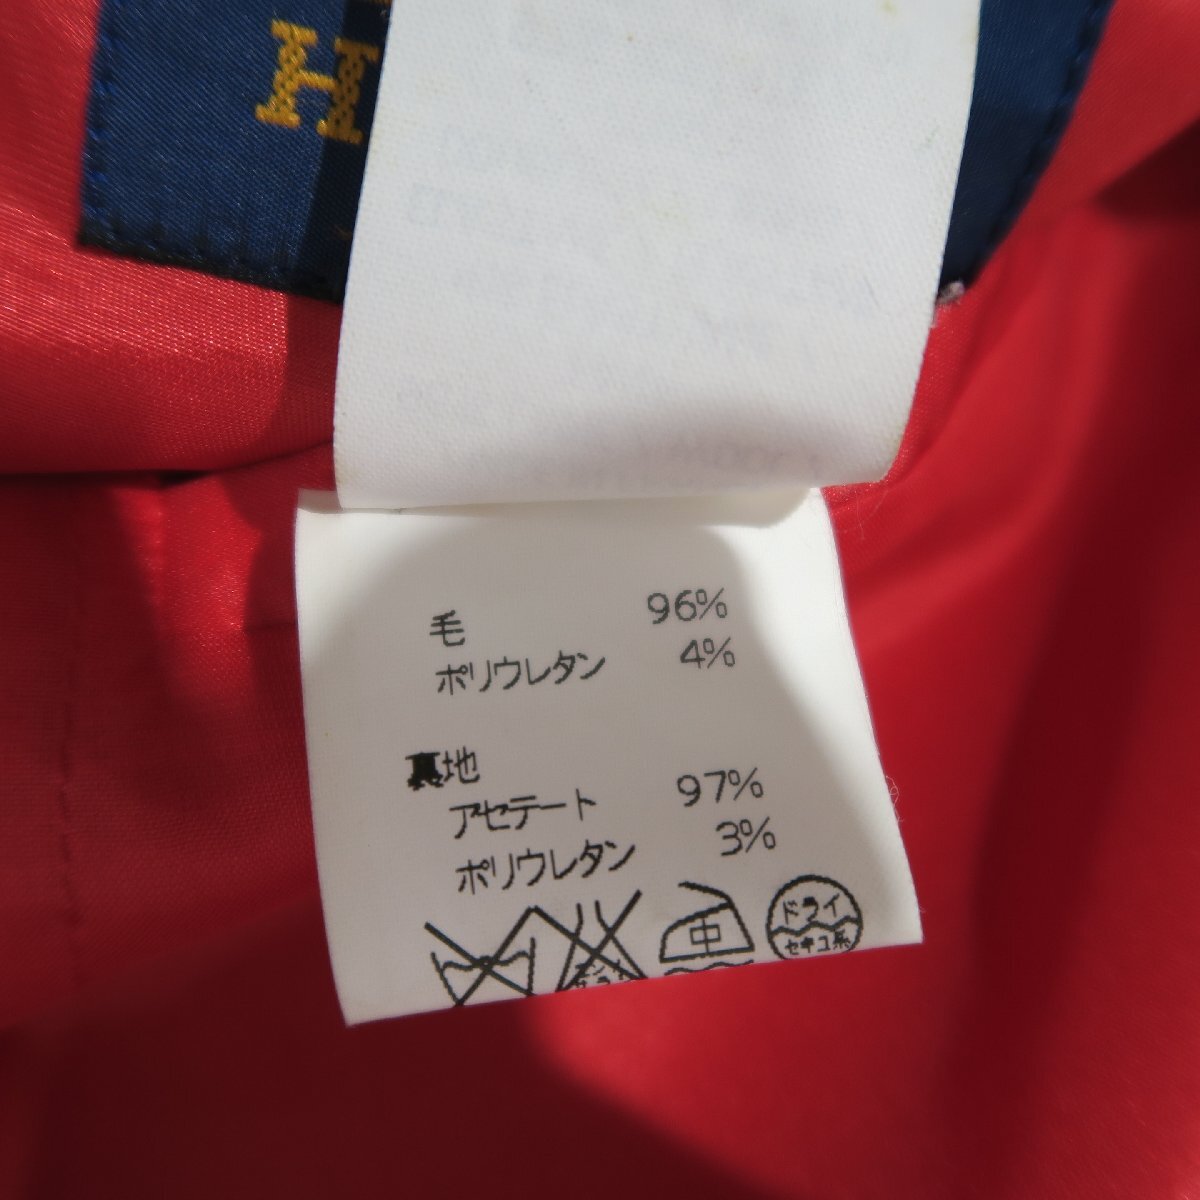 H
毛 96%
ポリウレタン 4%
裏地
アセテート 97%
ポリウレタン 3%
中
ドライ
セキユ系